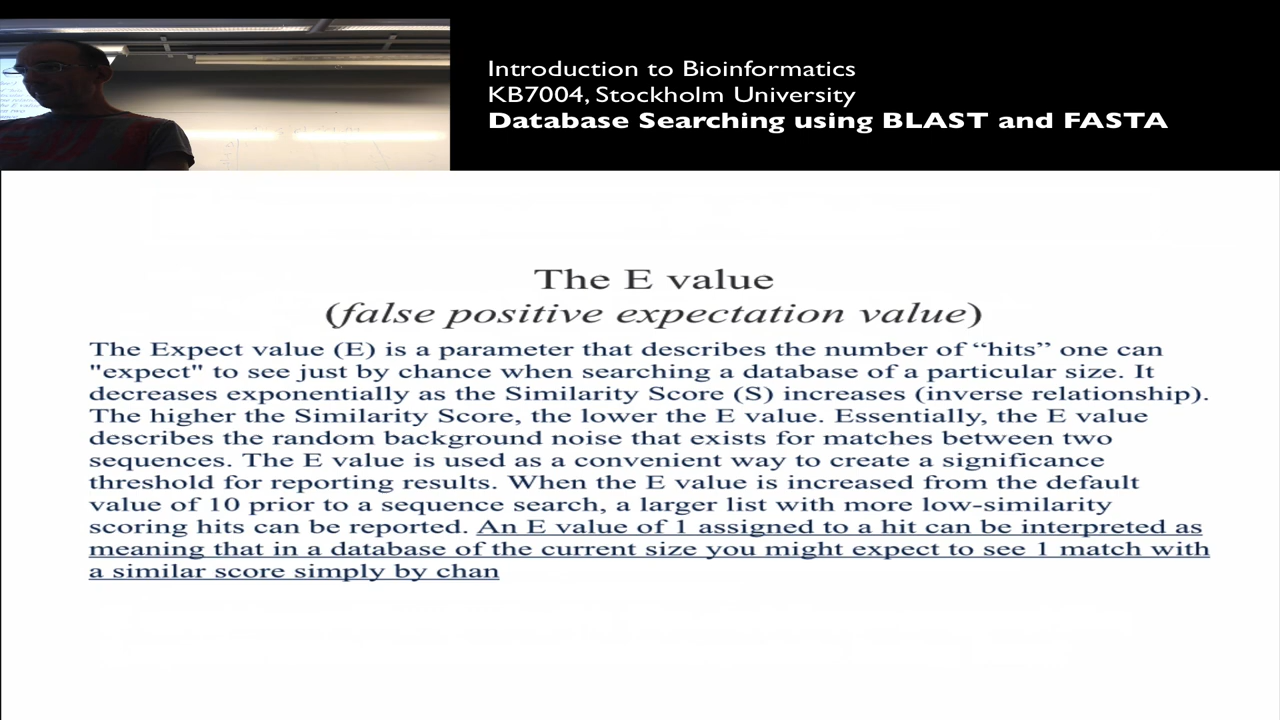 Introduction to Bioinformatics
KB7004, Stockholm University
Database Searching using BLAST and FASTA
The E value
(false positive expectation value)
The Expect value (E) is a parameter that describes the number of “hits” one can
"expect" to see just by chance when searching a database of a particular size. It
decreases exponentially as the Similarity Score (S) increases (inverse relationship).
The higher the Similarity Score, the lower the E value. Essentially, the E value
describes the random background noise that exists for matches between two
sequences. The E value is used as a convenient way to create a significance
threshold for reporting results. When the E value is increased from the default
value of 10 prior to a sequence search, a larger list with more low-similarity
scoring hits can be reported. An E value of 1 assigned to a hit can be interpreted as
meaning that in a database of the current size you might expect to see 1 match with
a similar score simply by chan